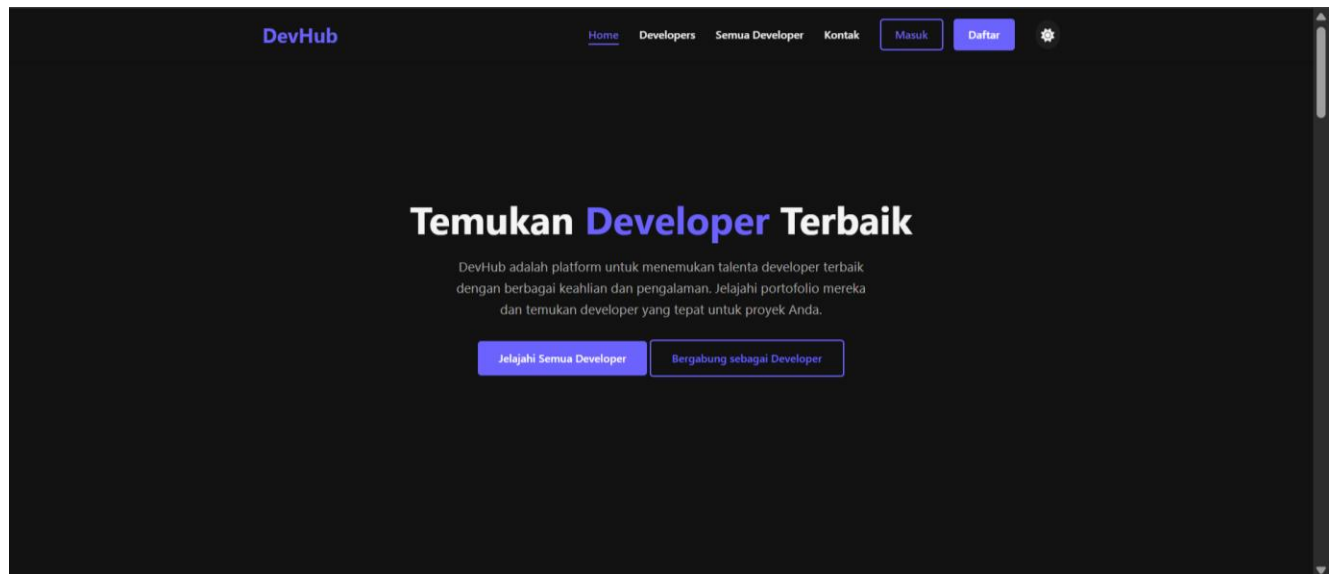 DevHub
Home Developers Semua Developer Kontak Masuk Daftar
Temukan Developer Terbaik
DevHub adalah platform untuk menemukan talenta developer terbaik
dengan berbagai keahlian dan pengalaman. Jelajahi portofolio mereka
dan temukan developer yang tepat untuk proyek Anda.
Jelajahi Semua Developer
Bergabung sebagai Developer